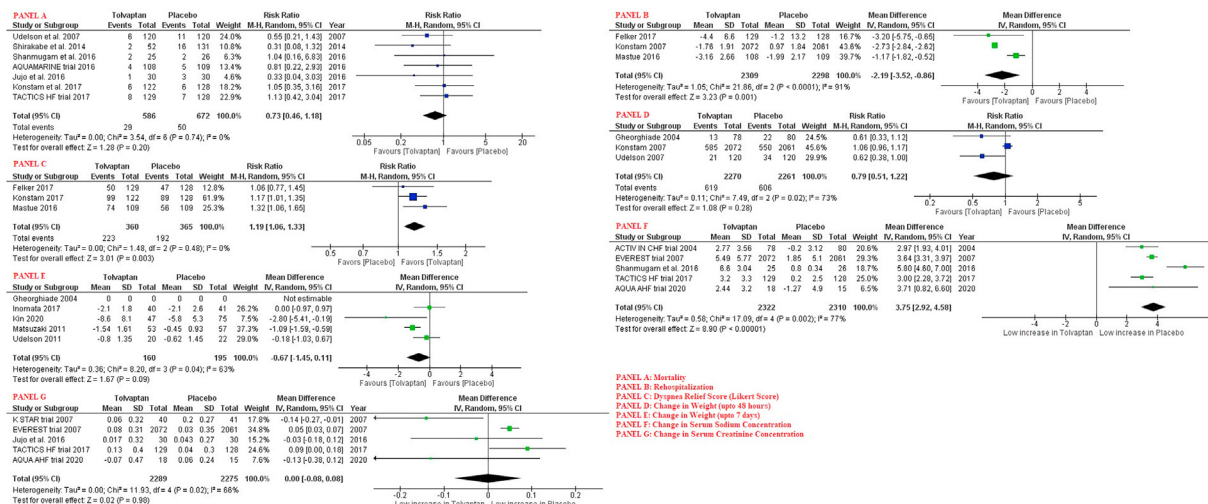 PANEL A
Tolvaptan Placebo Risk Ratio Risk Ratio
Study or Subgroup Events Total Events Total Weight M-H, Random, 95% CI Year M-H, Random, 95% CI
Udelson et al. 2007 6 120 11 120 24.0% 0.55 [0.21, 1.43] 2007
Shirakabe et al. 2014 2 52 16 131 11.3% 0.31 [0.08, 1.32] 2014
Shanmugam et al. 2016 2 25 2 26 6.3% 1.04 [0.16, 6.83] 2016
AQUAMARINE trial 2016 4 108 5 109 13.4% 0.81 [0.22, 2.93] 2016
Jujo et al. 2016 1 30 3 30 4.6% 0.33 [0.04, 3.03] 2016
Konstam et al. 2017 6 122 6 128 18.2% 1.05 [0.35, 3.16] 2017
TACTICS HF trial 2017 8 129 7 128 22.9% 1.13 [0.42, 3.04] 2017
Total (95% CI) 586 672 100.0% 0.73 [0.46, 1.18]
Total events 29 50
Heterogeneity: Tau² = 0.00; Chi² = 3.54, df = 6 (P = 0.74); I² = 0%
Test for overall effect: Z = 1.28 (P = 0.20)
0.05 0.2 1 5 20
Favours [Tolvaptan] Favours [Placebo]
PANEL C
Tolvaptan Placebo Risk Ratio Risk Ratio
Study or Subgroup Events Total Events Total Weight M-H, Random, 95% CI M-H, Random, 95% CI
Felker 2017 50 129 47 128 12.8% 1.06 [0.77, 1.45]
Konstam 2017 99 122 89 128 61.9% 1.17 [1.01, 1.35]
Mastue 2016 74 109 56 109 25.3% 1.32 [1.06, 1.65]
Total (95% CI) 360 365 100.0% 1.19 [1.06, 1.33]
Total events 223 192
Heterogeneity: Tau² = 0.00; Chi² = 1.48, df = 2 (P = 0.48); I² = 0%
Test for overall effect: Z = 3.01 (P = 0.003)
0.5 0.7 1 1.5 2
Favours [Placebo] Favours [Tolvaptan]
PANEL E
Tolvaptan Placebo Mean Difference Mean Difference
Study or Subgroup Mean SD Total Mean SD Total Weight IV, Random, 95% CI IV, Random, 95% CI
Gheorghiade 2004 0 0 0 0 0 0 Not estimable
Inomata 2017 -2.1 1.8 40 -2.1 2.6 41 26.2% 0.00 [-0.97, 0.97]
Kin 2020 -8.6 8.1 47 -5.8 5.3 75 7.2% -2.80 [-5.41, -0.19]
Matsuzaki 2011 -1.54 1.61 53 -0.45 0.93 57 37.3% -1.09 [-1.59, -0.59]
Udelson 2011 -0.8 1.35 20 -0.62 1.45 22 29.3% -0.18 [-1.03, 0.67]
Total (95% CI) 160 195 100.0% -0.67 [-1.45, 0.11]
Heterogeneity: Tau² = 0.36; Chi² = 8.20, df = 3 (P = 0.04); I² = 63%
Test for overall effect: Z = 1.67 (P = 0.09)
-4 -2 0 2 4
Favours [Tolvaptan] Favours [Placebo]
PANEL G
Tolvaptan Placebo Mean Difference Mean Difference
Study or Subgroup Mean SD Total Mean SD Total Weight IV, Random, 95% CI Year IV, Random, 95% CI
K STAR trial 2007 0.06 0.32 40 0.2 0.27 41 17.8% -0.14 [-0.27, -0.01] 2007
EVEREST trial 2007 0.08 0.31 2072 0.03 0.35 2061 34.8% 0.05 [0.03, 0.07] 2007
Jujo et al. 2016 0.017 0.32 30 0.043 0.27 30 16.1% -0.03 [-0.18, 0.12] 2016
TACTICS HF trial 2017 0.13 0.4 129 0.04 0.3 128 23.7% 0.09 [0.00, 0.18] 2017
AQUA AHF trial 2020 -0.07 0.47 18 0.06 0.24 15 7.6% -0.13 [-0.38, 0.12] 2020
Total (95% CI) 2289 2275 100.0% 0.00 [-0.08, 0.08]
Heterogeneity: Tau² = 0.00; Chi² = 11.93, df = 4 (P = 0.02); I² = 66%
Test for overall effect: Z = 0.02 (P = 0.98)
-0.2 -0.1 0 0.1 0.2
Low increase in Tolvaptan Low increase in Placebo
PANEL B
Tolvaptan Placebo Mean Difference Mean Difference
Study or Subgroup Mean SD Total Mean SD Total Weight IV, Random, 95% CI IV, Random, 95% CI
Felker 2017 -4.4 6.6 129 -1.2 13.2 128 15.7% -3.20 [-5.75, -0.65]
Konstam 2007 -1.76 1.91 2072 0.97 1.84 2061 44.8% -2.73 [-2.84, -2.62]
Mastue 2016 -3.16 2.66 108 -1.99 2.17 109 39.5% -1.17 [-1.82, -0.52]
Total (95% CI) 2309 2298 100.0% -2.19 [-3.52, -0.86]
Heterogeneity: Tau² = 1.05; Chi² = 21.86, df = 2 (P < 0.0001); I² = 91%
Test for overall effect: Z = 3.23 (P = 0.001)
-4 -2 0 2 4
Favours [Tolvaptan] Favours [Placebo]
PANEL D
Tolvaptan Placebo Risk Ratio Risk Ratio
Study or Subgroup Events Total Events Total Weight M-H, Random, 95% CI M-H, Random, 95% CI
Gheorghiade 2004 13 78 22 80 24.5% 0.61 [0.33, 1.12]
Konstam 2007 585 2072 550 2061 45.6% 1.06 [0.96, 1.17]
Udelson 2007 21 120 34 120 29.9% 0.62 [0.38, 1.00]
Total (95% CI) 2270 2261 100.0% 0.79 [0.51, 1.22]
Total events 619 606
Heterogeneity: Tau² = 0.11; Chi² = 7.49, df = 2 (P = 0.02); I² = 73%
Test for overall effect: Z = 1.08 (P = 0.28)
0.2 0.5 1 2 5
Favours [Tolvaptan] Favours [Placebo]
PANEL F
Tolvaptan Placebo Mean Difference Mean Difference
Study or Subgroup Mean SD Total Mean SD Total Weight IV, Random, 95% CI Year IV, Random, 95% CI
ACTIV IN CHF trial 2004 2.77 3.56 78 -0.2 3.12 80 20.6% 2.97 [1.93, 4.01] 2004
EVEREST trial 2007 5.49 5.77 2072 1.85 5.1 2061 29.3% 3.64 [3.31, 3.97] 2007
Shanmugam et al. 2016 6.6 3.04 25 0.8 0.34 26 18.6% 5.80 [4.60, 7.00] 2016
TACTICS HF trial 2017 3.2 3.3 129 0.2 2.5 128 24.7% 3.00 [2.28, 3.72] 2017
AQUA AHF trial 2020 2.44 3.2 18 -1.27 4.9 15 6.7% 3.71 [0.82, 6.60] 2020
Total (95% CI) 2322 2310 100.0% 3.75 [2.92, 4.58]
Heterogeneity: Tau² = 0.58; Chi² = 17.09, df = 4 (P = 0.002); I² = 77%
Test for overall effect: Z = 8.90 (P < 0.00001)
-4 -2 0 2 4
Low increase in Tolvaptan Low increase in Placebo
PANEL A: Mortality
PANEL B: Rehospitalization
PANEL C: Dyspnea Relief Score (Likert Score)
PANEL D: Change in Weight (upto 48 hours)
PANEL E: Change in Weight (upto 7 days)
PANEL F: Change in Serum Sodium Concentration
PANEL G: Change in Serum Creatinine Concentration